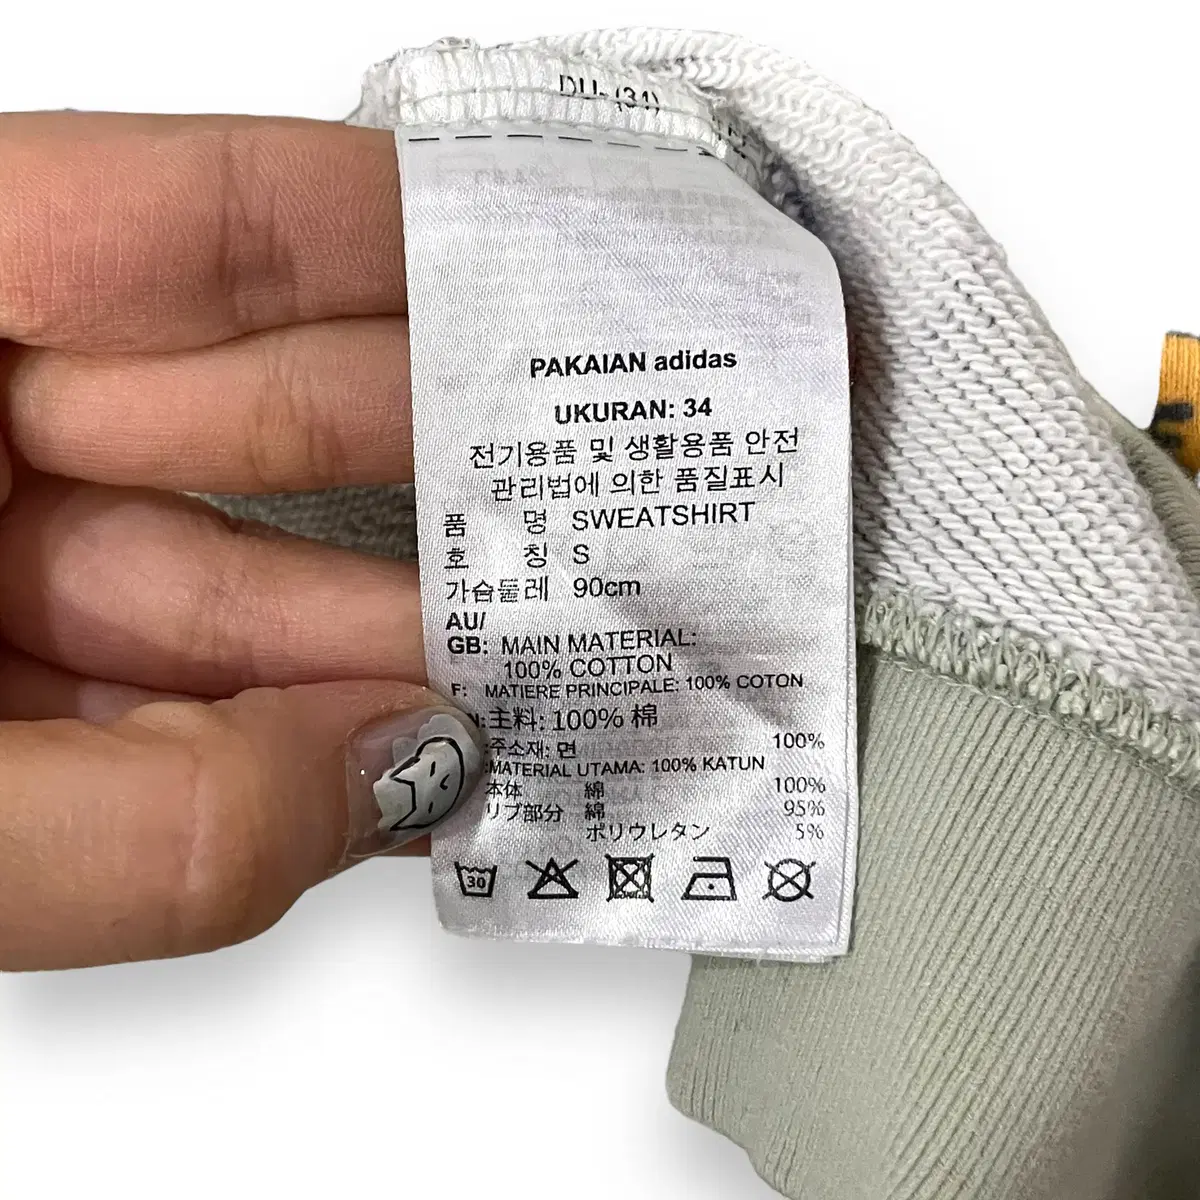 DU- (34)
PAKAIAN adidas
UKURAN: 34
전기용품 및 생활용품 안전
관리법에 의한 품질표시
품 명 SWEATSHIRT
호 칭 S
가슴둘레 90cm
AU/
GB: MAIN MATERIAL:
100% COTTON
F: MATIERE PRINCIPALE: 100% COTON
主料: 100% 棉
주소재: 면 100%
MATERIAL UTAMA: 100% KATUN
本体 綿 100%
リブ部分 綿 95%
ポリウレタン 5%
30